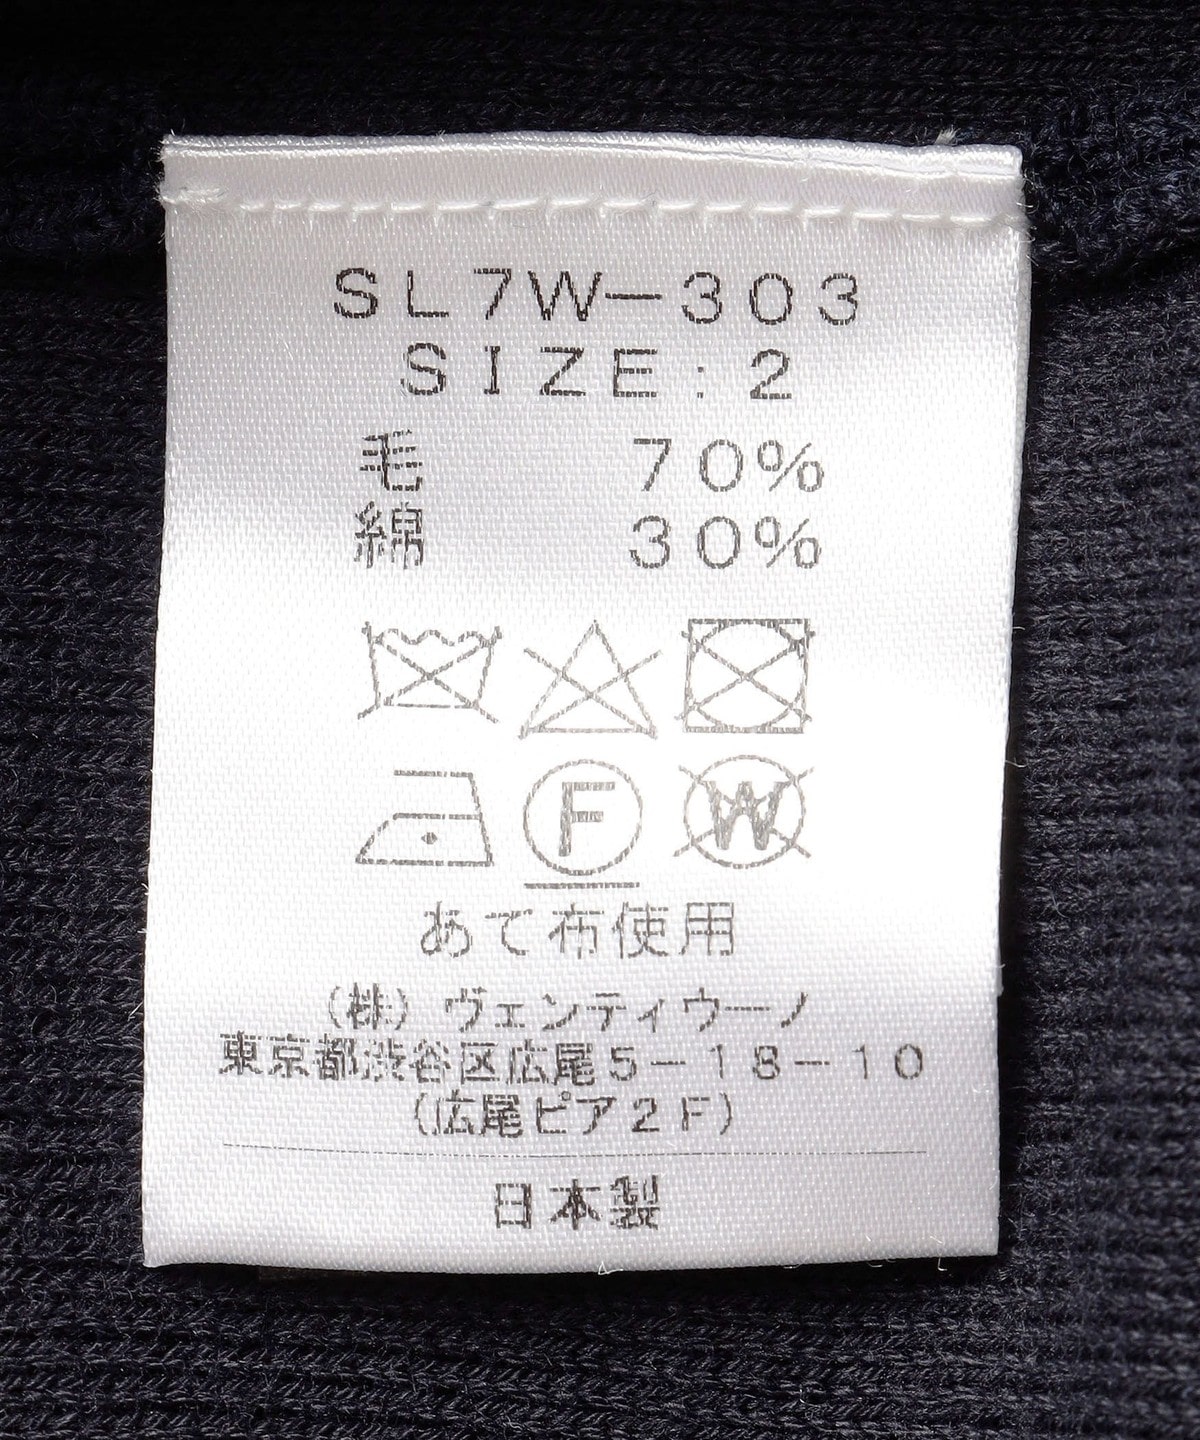 SL7W-303
SIZE:2
毛 70%
綿 30%
F W
あて布使用
(株)ヴェンティウーノ
東京都渋谷区広尾5-18-10
(広尾ピア2F)
日本製